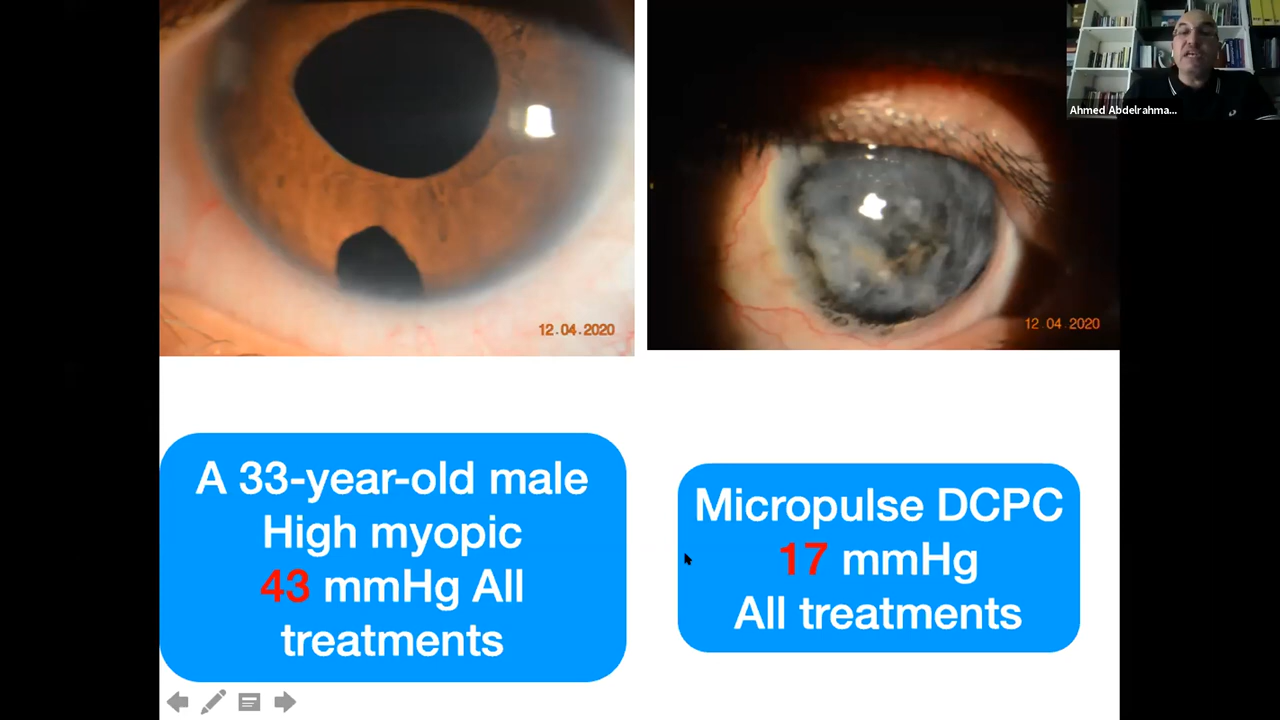 Ahmed Abdelrahma...
12.04.2020
12 04 2020
A 33-year-old male
High myopic
43 mmHg All
treatments
Micropulse DCPC
17 mmHg
All treatments